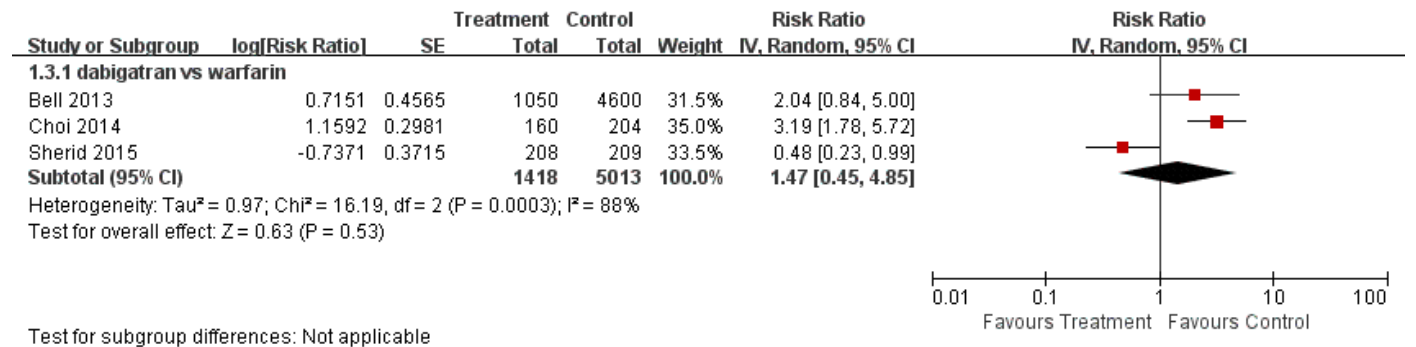 Treatment Control Risk Ratio Risk Ratio
Study or Subgroup log[Risk Ratio] SE Total Total Weight IV, Random, 95% CI IV, Random, 95% CI
1.3.1 dabigatran vs warfarin
Bell 2013 0.7151 0.4565 1050 4600 31.5% 2.04 [0.84, 5.00]
Choi 2014 1.1592 0.2981 160 204 35.0% 3.19 [1.78, 5.72]
Sherid 2015 -0.7371 0.3715 208 209 33.5% 0.48 [0.23, 0.99]
Subtotal (95% CI) 1418 5013 100.0% 1.47 [0.45, 4.85]
Heterogeneity: Tau² = 0.97; Chi² = 16.19, df = 2 (P = 0.0003); I² = 88%
Test for overall effect: Z = 0.63 (P = 0.53)
0.01 0.1 1 10 100
Favours Treatment Favours Control
Test for subgroup differences: Not applicable